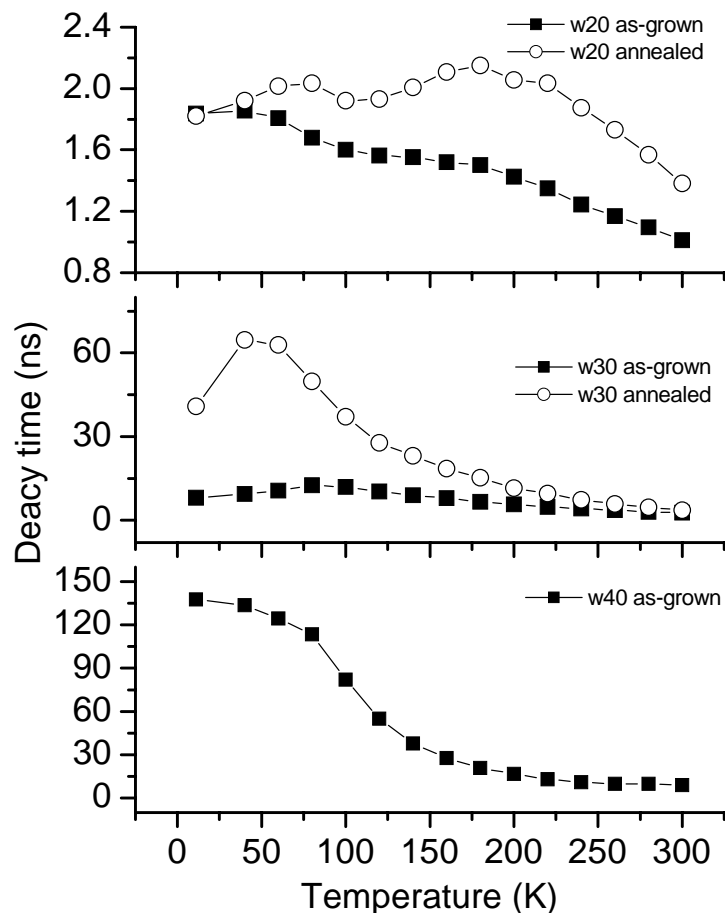 w20 as-grown
w20 annealed
2.4
2.0
1.6
1.2
0.8
w30 as-grown
w30 annealed
60
30
0
Deacy time (ns)
w40 as-grown
150
120
90
60
30
0
0 50 100 150 200 250 300
Temperature (K)